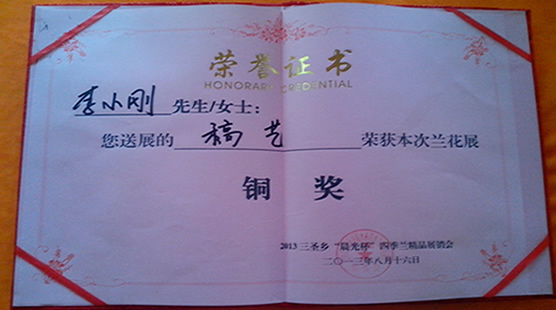 荣誉证书
HONORARY CREDENTIAL
李小刚 先生/女士：
您送展的 稿艺 荣获本次兰花展
铜 奖
2013 三圣乡“晨光杯”四季兰精品展销会
二〇一三年八月十六日